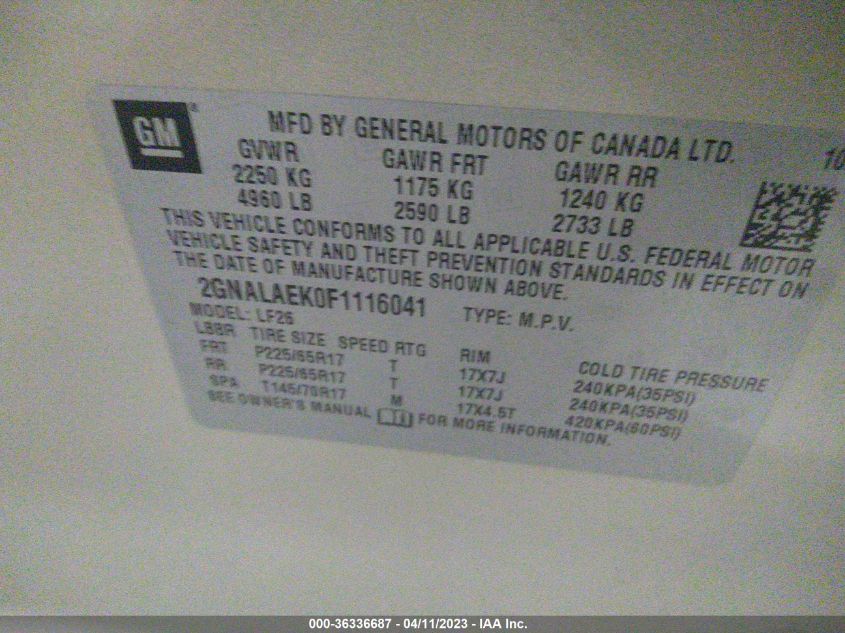 GM ®
MFD BY GENERAL MOTORS OF CANADA LTD. 10
GVWR GAWR FRT GAWR RR
2250 KG 1175 KG 1240 KG
4960 LB 2590 LB 2733 LB
THIS VEHICLE CONFORMS TO ALL APPLICABLE U.S. FEDERAL MOTOR
VEHICLE SAFETY AND THEFT PREVENTION STANDARDS IN EFFECT ON
THE DATE OF MANUFACTURE SHOWN ABOVE.
2GNALAEK0F1116041 TYPE: M.P.V.
MODEL: LF26
LBBR TIRE SIZE SPEED RTG RIM COLD TIRE PRESSURE
FRT P225/65R17 T 17X7J 240KPA(35PSI)
RR P225/65R17 T 17X7J 240KPA(35PSI)
SPA T145/70R17 M 17X4.5T 420KPA(60PSI)
SEE OWNER'S MANUAL FOR MORE INFORMATION.
000-36336687 - 04/11/2023 - IAA Inc.